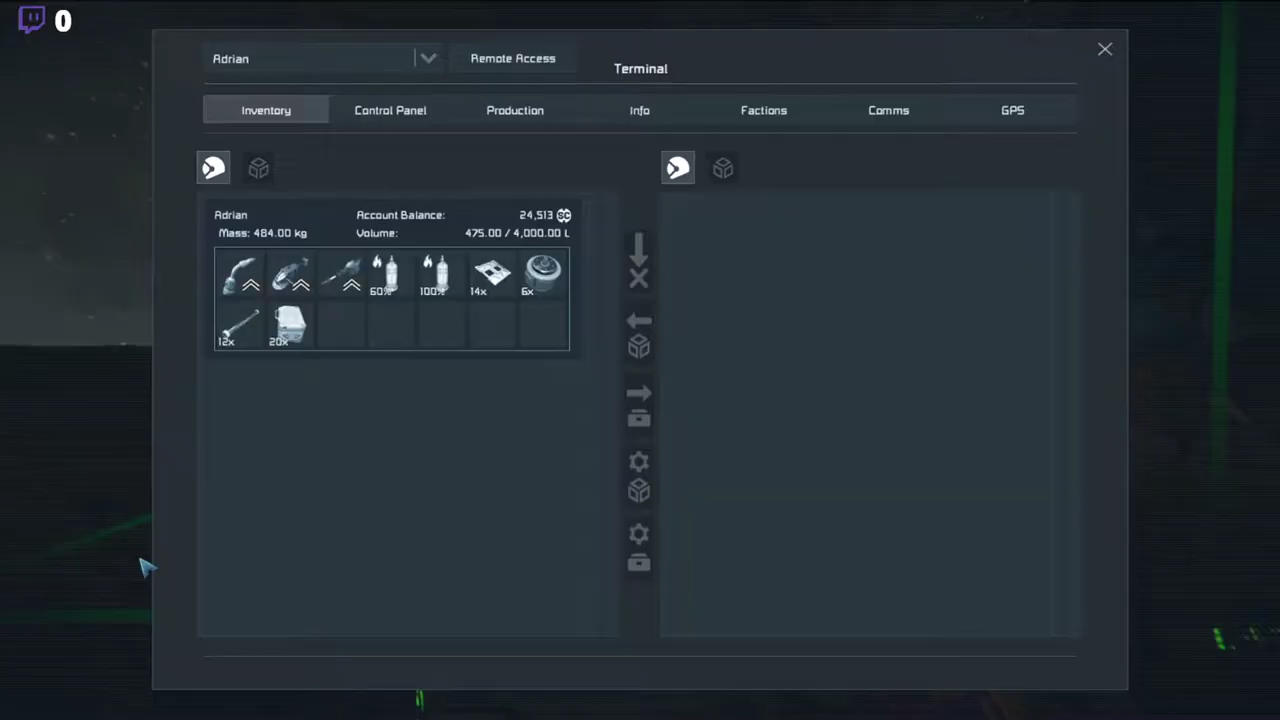 0
Adrian
Remote Access
Terminal
Inventory
Control Panel
Production
Info
Factions
Comms
GPS
Adrian
Account Balance:
24,513 SC
Mass: 484.00 kg
Volume:
475.00 / 4,000.00 L
60%
100%
14x
6x
12x
20x